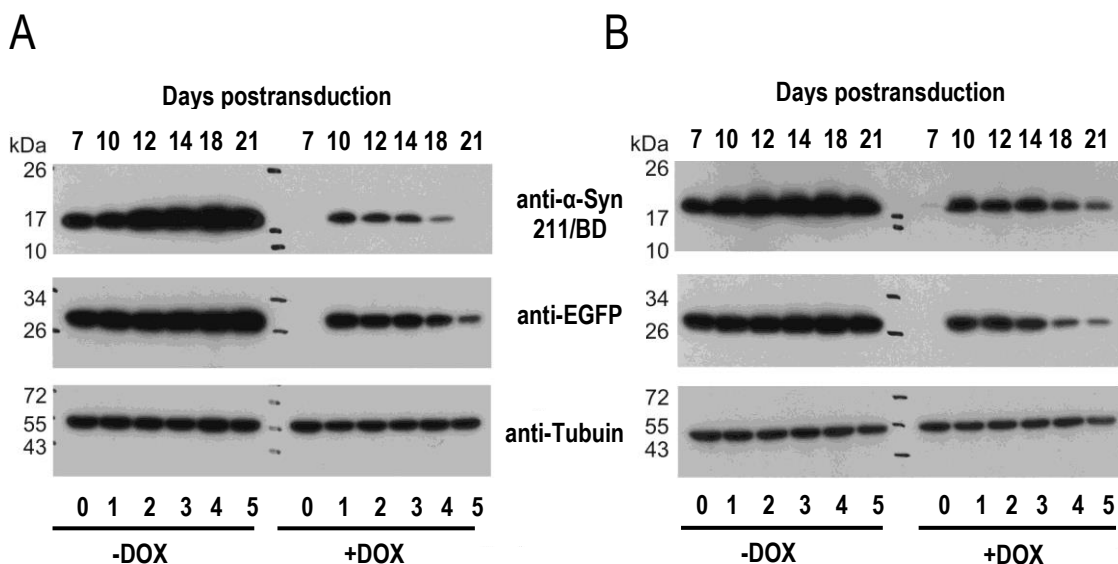 A
Days postransduction
7 10 12 14 18 21 7 10 12 14 18 21
kDa
26
17
10
34
26
72
55
43
0 1 2 3 4 5 0 1 2 3 4 5
-DOX +DOX
anti-α-Syn
211/BD
anti-EGFP
anti-Tubuin
B
Days postransduction
7 10 12 14 18 21 7 10 12 14 18 21
kDa
26
17
10
34
26
72
55
43
0 1 2 3 4 5 0 1 2 3 4 5
-DOX +DOX